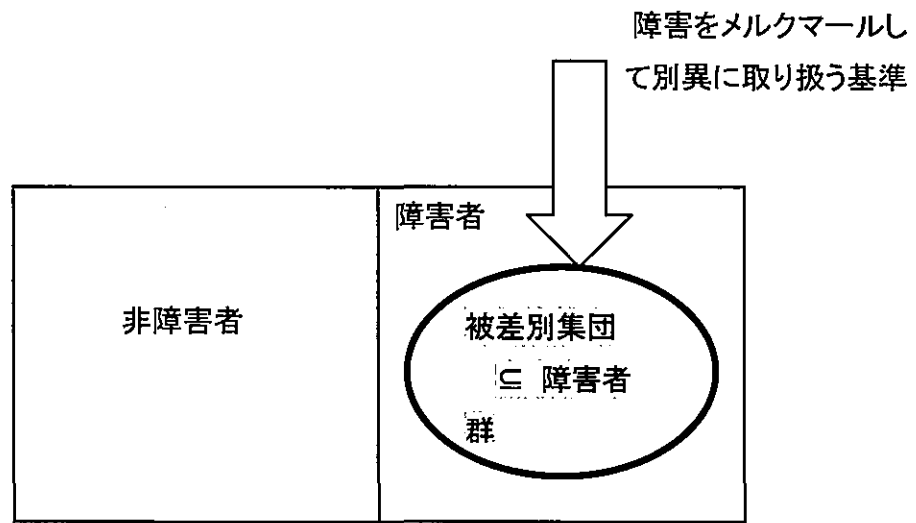 障害をメルクマールし
て別異に取り扱う基準
障害者
非障害者
被差別集団
⊆ 障害者
群